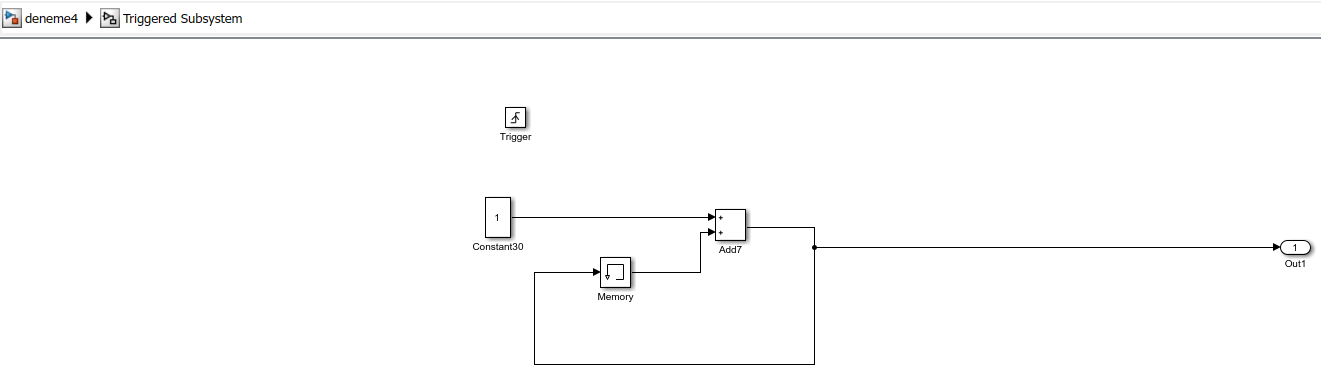 deneme4 Triggered Subsystem
Trigger
1
Constant30
+
+
Add7
Memory
1
Out1